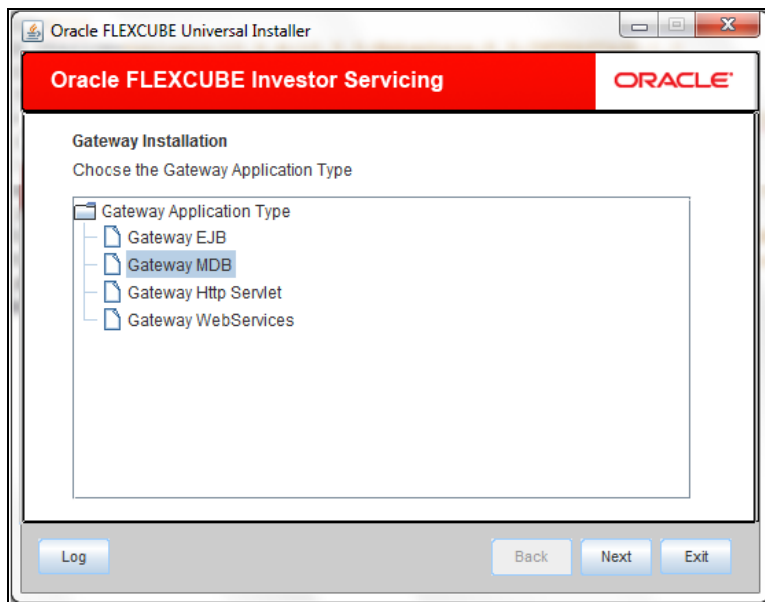 Oracle FLEXCUBE Universal Installer
Oracle FLEXCUBE Investor Servicing
ORACLE
Gateway Installation
Choose the Gateway Application Type
Gateway Application Type
Gateway EJB
Gateway MDB
Gateway Http Servlet
Gateway WebServices
Log Back Next Exit